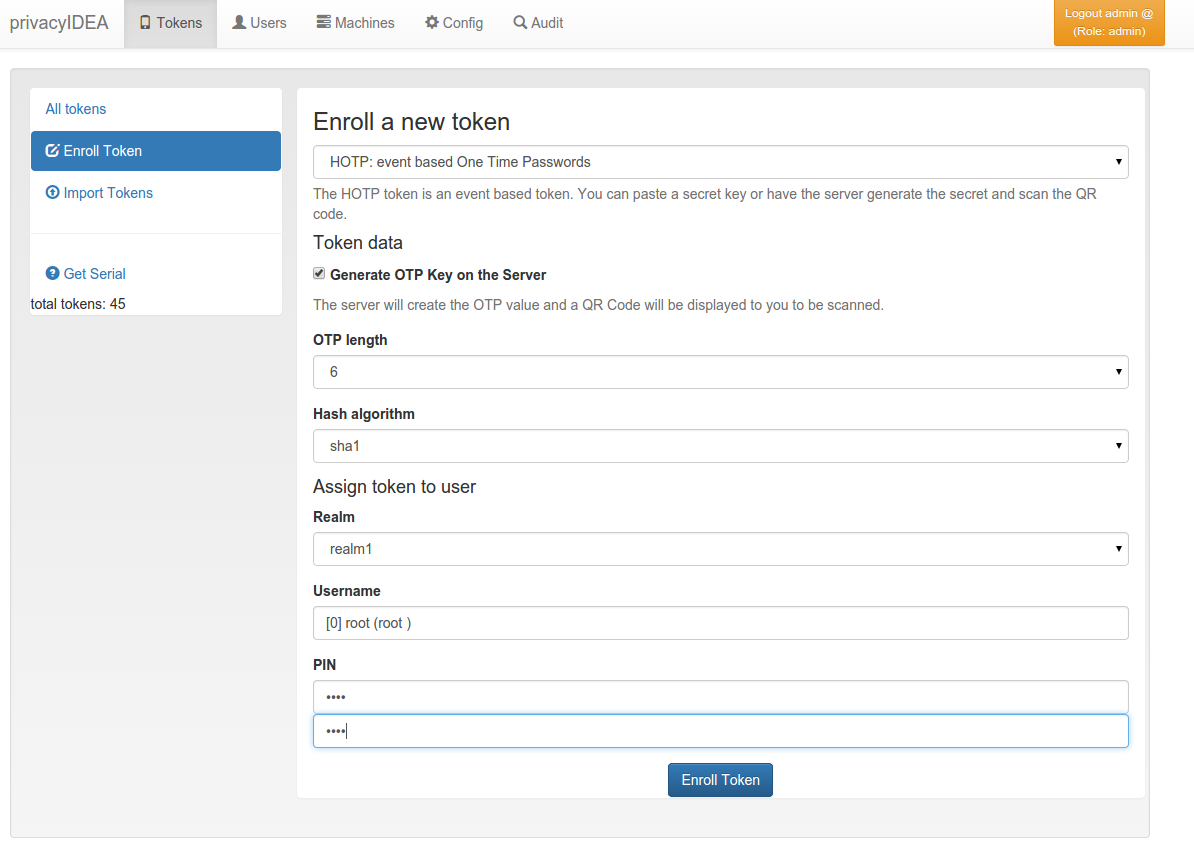 privacyIDEA Tokens Users Machines Config Audit
Logout admin @
(Role: admin)
All tokens
Enroll Token
Import Tokens
Get Serial
total tokens: 45
Enroll a new token
HOTP: event based One Time Passwords
The HOTP token is an event based token. You can paste a secret key or have the server generate the secret and scan the QR
code.
Token data
Generate OTP Key on the Server
The server will create the OTP value and a QR Code will be displayed to you to be scanned.
OTP length
6
Hash algorithm
sha1
Assign token to user
Realm
realm1
Username
[0] root (root )
PIN
••••
••••
Enroll Token